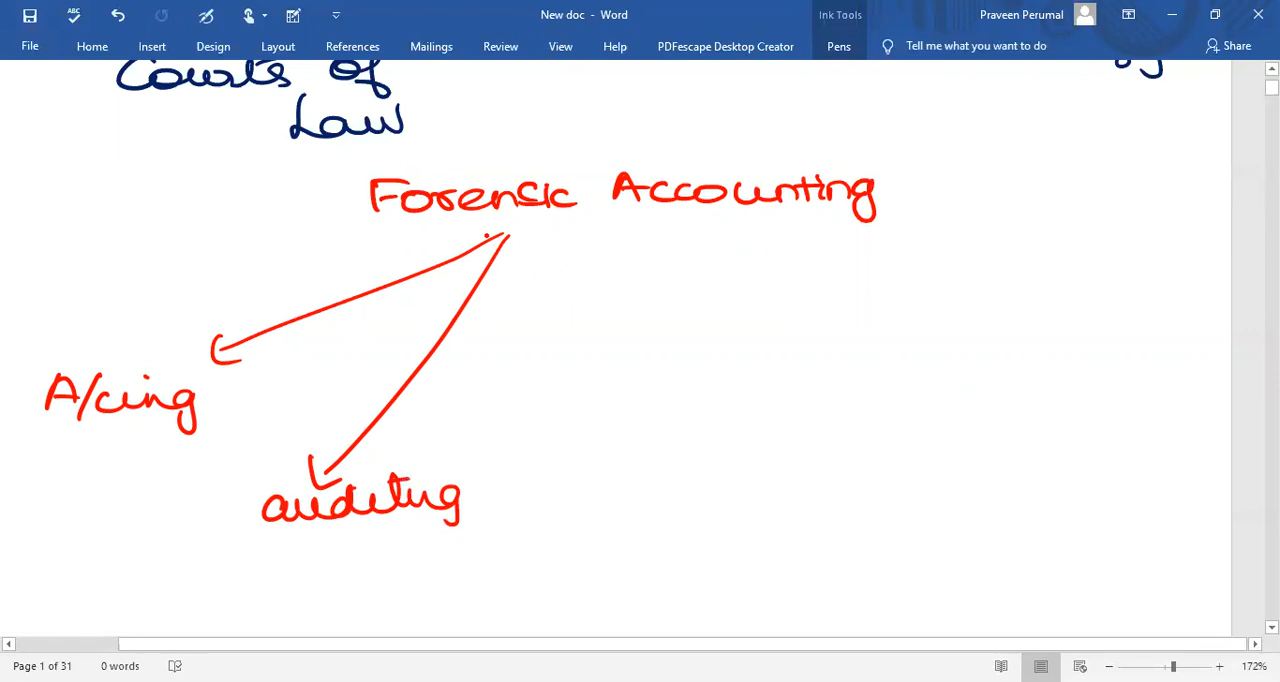 New doc - Word
Ink Tools
Praveen Perumal
File Home Insert Design Layout References Mailings Review View Help PDFescape Desktop Creator Pens Tell me what you want to do Share
Courts of
Law
Forensic Accounting
A/cing
auditing
Page 1 of 31 0 words 172%